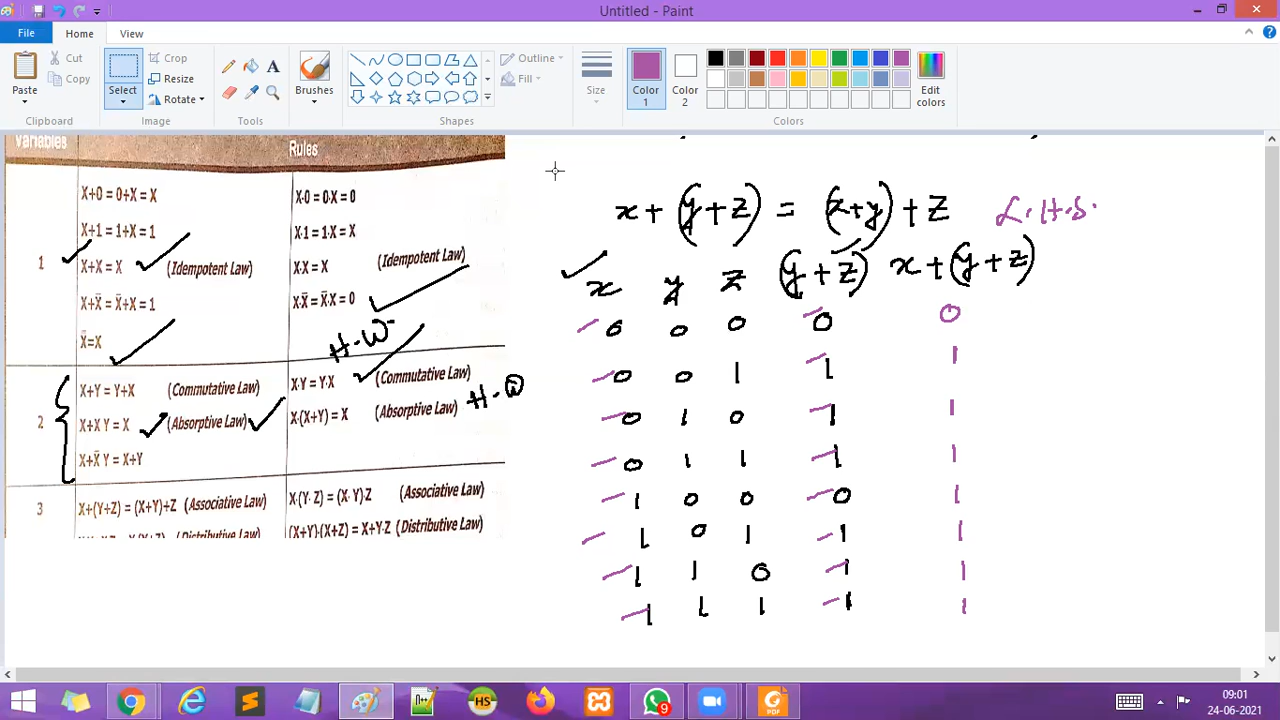 Untitled - Paint
File
Home
View
Paste
Cut
Copy
Clipboard
Select
Crop
Resize
Rotate
Image
Tools
Brushes
Shapes
Outline
Fill
Size
Color 1
Color 2
Edit colors
Colors
Variables
Rules
1
X+0 = 0+X = X
X+1 = 1+X = 1
X+X = X (Idempotent Law)
X+X̄ = X̄+X = 1
X̄=X
X·0 = 0·X = 0
X·1 = 1·X = X
X·X = X (Idempotent Law)
X·X̄ = X̄·X = 0
H·W
2
X+Y = Y+X (Commutative Law)
X+X Y = X (Absorptive Law)
X+X̄ Y = X+Y
X·Y = Y·X (Commutative Law)
X·(X+Y) = X (Absorptive Law)
H·W
3
X+(Y+Z) = (X+Y)+Z (Associative Law)
X·(Y·Z) = (X·Y)·Z (Associative Law)
(X+Y)·(X+Z) = X+Y·Z (Distributive Law)
x+(y+z) = (x+y)+z L.H.S.
x y z (y+z) x+(y+z)
0 0 0 0 0
0 0 1 1 1
0 1 0 1 1
0 1 1 1 1
1 0 0 0 1
1 0 1 1 1
1 1 0 1 1
1 1 1 1 1
HS
9
PDF
09:01
24-06-2021